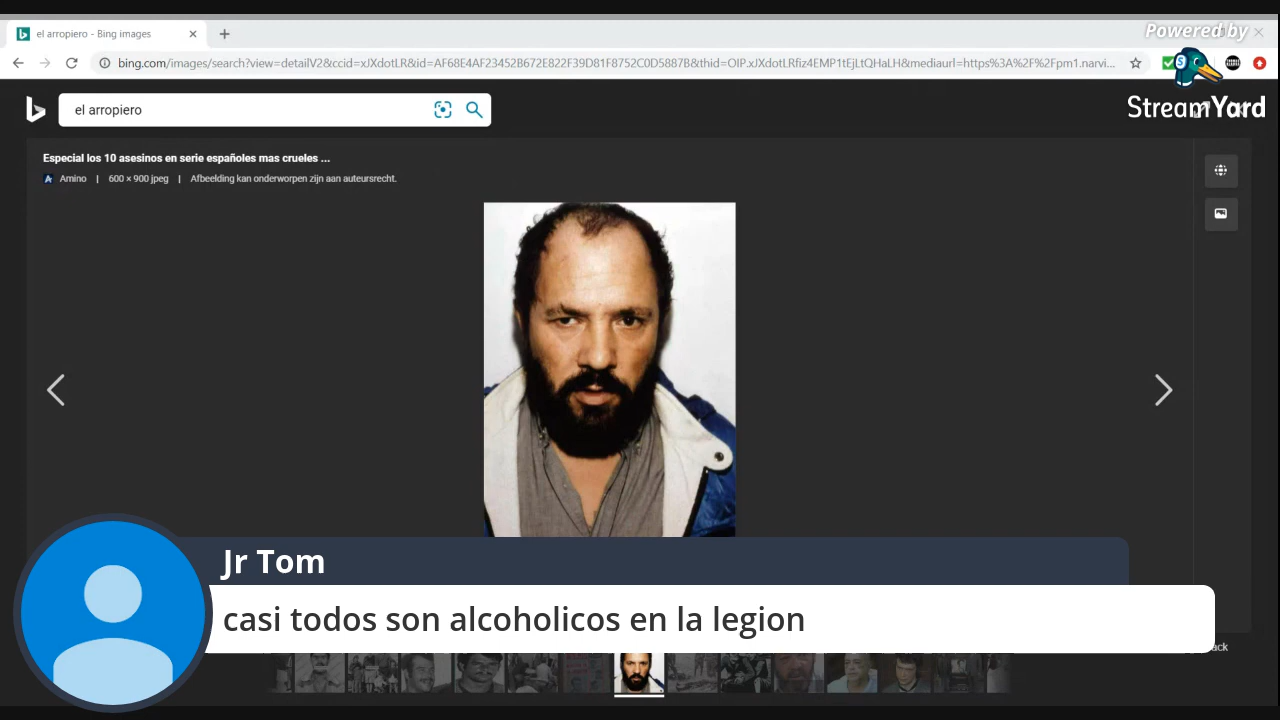 el arropiero - Bing images
Powered by
bing.com/images/search?view=detailV2&ccid=xJXdotLR&id=AF68E4AF23452B672E822F39D81F8752C0D5887B&thid=OIP.xJXdotLRfiz4EMP1tEjLtQHaLH&mediaurl=https%3A%2F%2Fpm1.narvi...
el arropiero
StreamYard
Especial los 10 asesinos en serie españoles mas crueles ...
Amino | 600 × 900 jpeg | Afbeelding kan onderworpen zijn aan auteursrecht.
Jr Tom
casi todos son alcoholicos en la legion